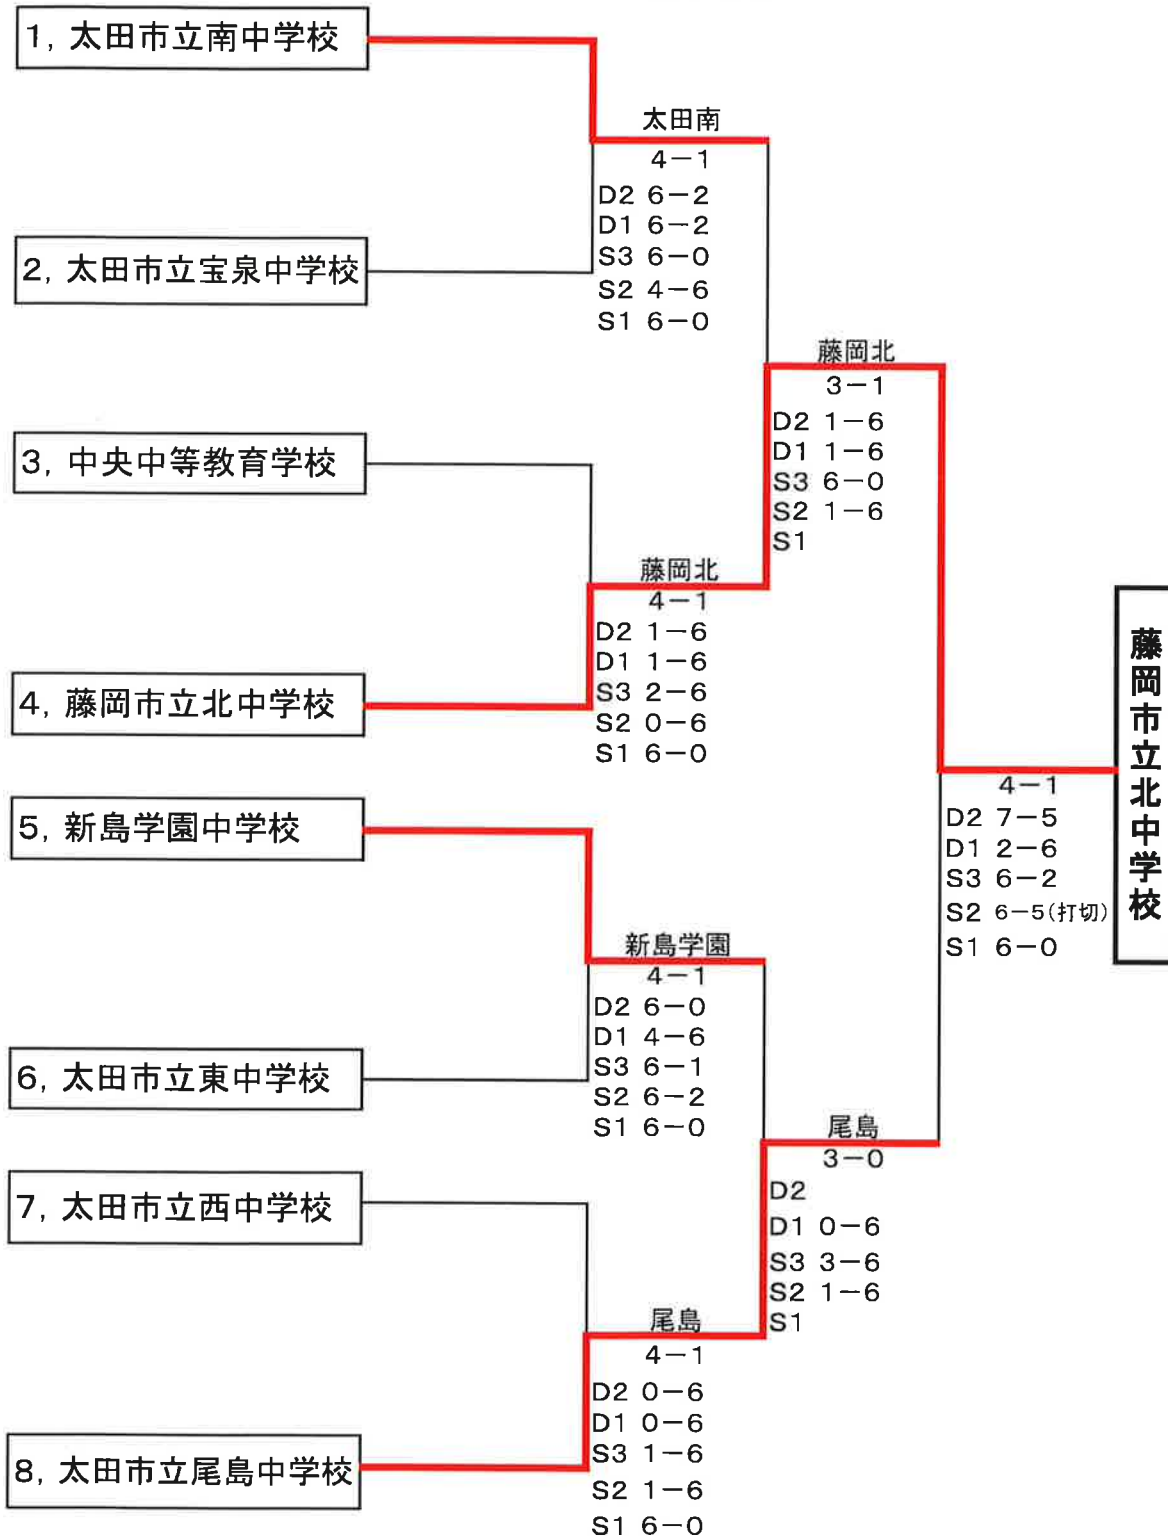 1, 太田市立南中学校
太田南
4-1
D2 6-2
D1 6-2
S3 6-0
S2 4-6
S1 6-0
2, 太田市立宝泉中学校
藤岡北
3-1
D2 1-6
D1 1-6
S3 6-0
S2 1-6
S1
3, 中央中等教育学校
藤岡北
4-1
D2 1-6
D1 1-6
S3 2-6
S2 0-6
S1 6-0
4, 藤岡市立北中学校
藤岡市立北中学校
4-1
D2 7-5
D1 2-6
S3 6-2
S2 6-5(打切)
S1 6-0
5, 新島学園中学校
新島学園
4-1
D2 6-0
D1 4-6
S3 6-1
S2 6-2
S1 6-0
6, 太田市立東中学校
尾島
3-0
D2
D1 0-6
S3 3-6
S2 1-6
S1
7, 太田市立西中学校
尾島
4-1
D2 0-6
D1 0-6
S3 1-6
S2 1-6
S1 6-0
8, 太田市立尾島中学校